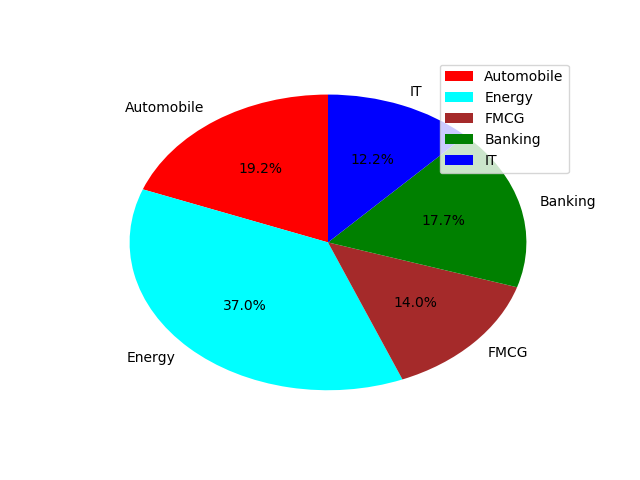 Automobile
Energy
FMCG
Banking
IT
IT
Automobile
19.2%
12.2%
Banking
17.7%
37.0%
14.0%
Energy
FMCG